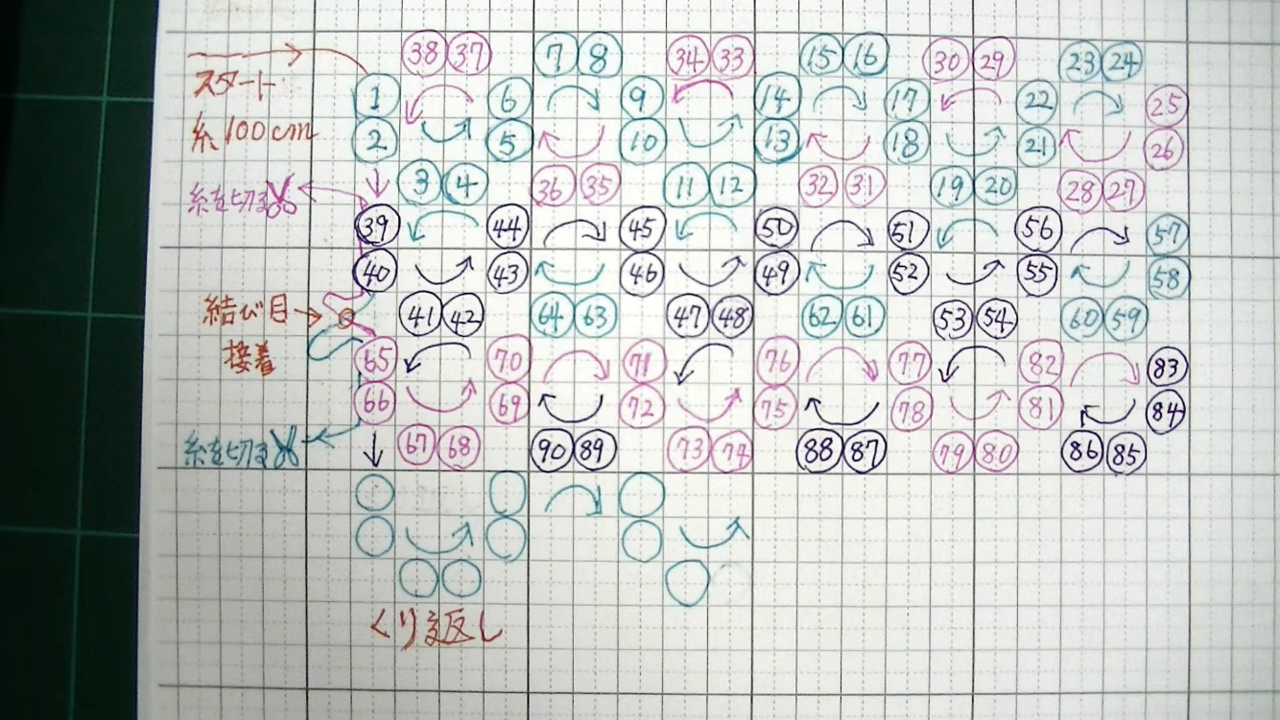 38 37 7 8 34 33 15 16 30 29 23 24
スタート 1 6 9 14 17 22 25
糸100cm 2 5 10 13 18 21 26
糸を切る 3 4 36 35 11 12 32 31 19 20 28 27
39 44 45 50 51 56 57
40 43 46 49 52 55 58
結び目 41 42 64 63 47 48 62 61 53 54 60 59
接着 65 70 71 76 77 82 83
66 69 72 75 78 81 84
糸を切る 67 68 90 89 73 74 88 87 79 80 86 85
くり返し